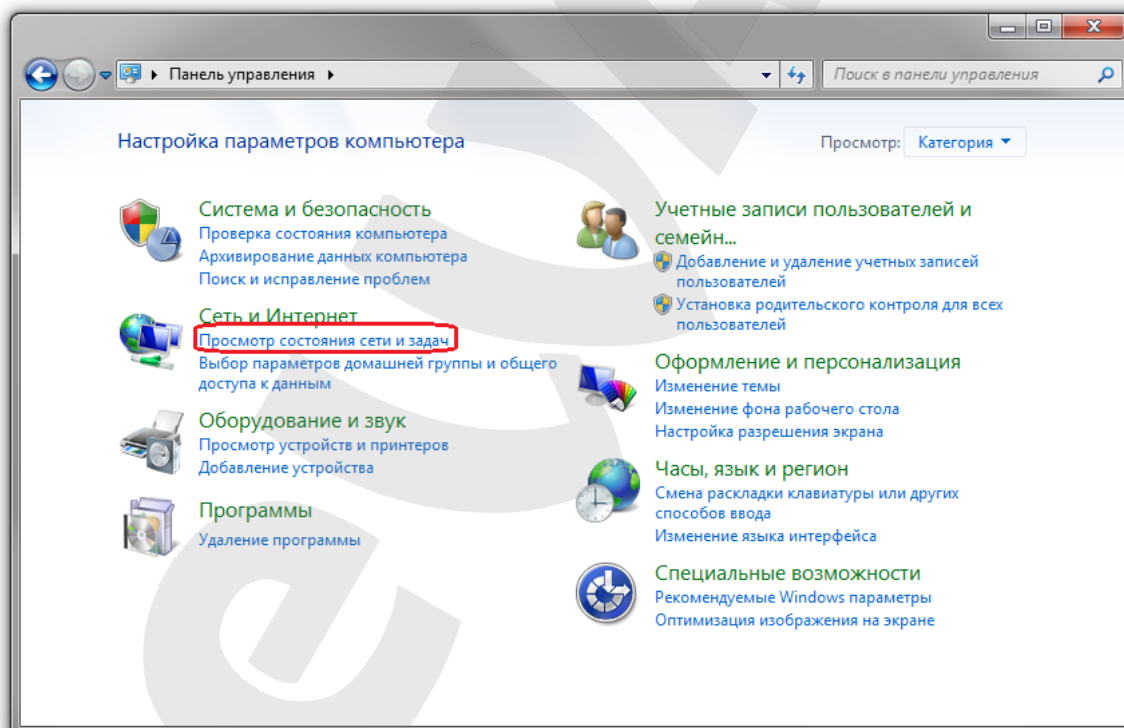 Панель управления
Поиск в панели управления
Настройка параметров компьютера
Просмотр: Категория
Система и безопасность
Проверка состояния компьютера
Архивирование данных компьютера
Поиск и исправление проблем
Сеть и Интернет
Просмотр состояния сети и задач
Выбор параметров домашней группы и общего
доступа к данным
Оборудование и звук
Просмотр устройств и принтеров
Добавление устройства
Программы
Удаление программы
Учетные записи пользователей и
семейн...
Добавление и удаление учетных записей
пользователей
Установка родительского контроля для всех
пользователей
Оформление и персонализация
Изменение темы
Изменение фона рабочего стола
Настройка разрешения экрана
Часы, язык и регион
Смена раскладки клавиатуры или других
способов ввода
Изменение языка интерфейса
Специальные возможности
Рекомендуемые Windows параметры
Оптимизация изображения на экране